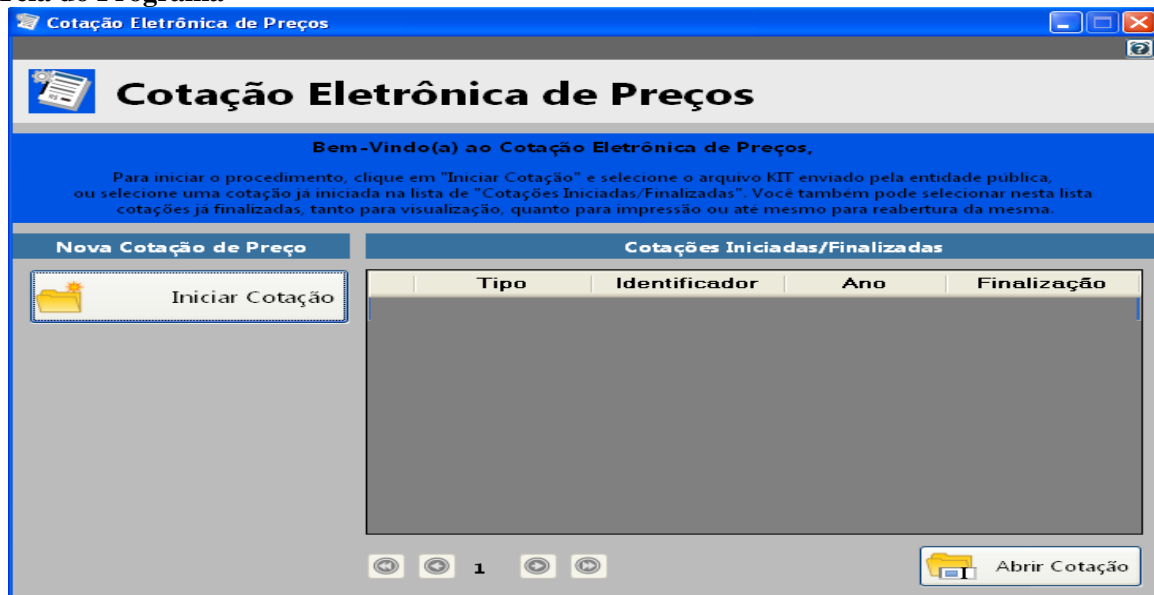 Tela do Programa
Cotação Eletrônica de Preços
Cotação Eletrônica de Preços
Bem-Vindo(a) ao Cotação Eletrônica de Preços,
Para iniciar o procedimento, clique em "Iniciar Cotação" e selecione o arquivo KIT enviado pela entidade pública,
ou selecione uma cotação já iniciada na lista de "Cotações Iniciadas/Finalizadas". Você também pode selecionar nesta lista
cotações já finalizadas, tanto para visualização, quanto para impressão ou até mesmo para reabertura da mesma.
Nova Cotação de Preço
Cotações Iniciadas/Finalizadas
Iniciar Cotação
Tipo Identificador Ano Finalização
1
Abrir Cotação